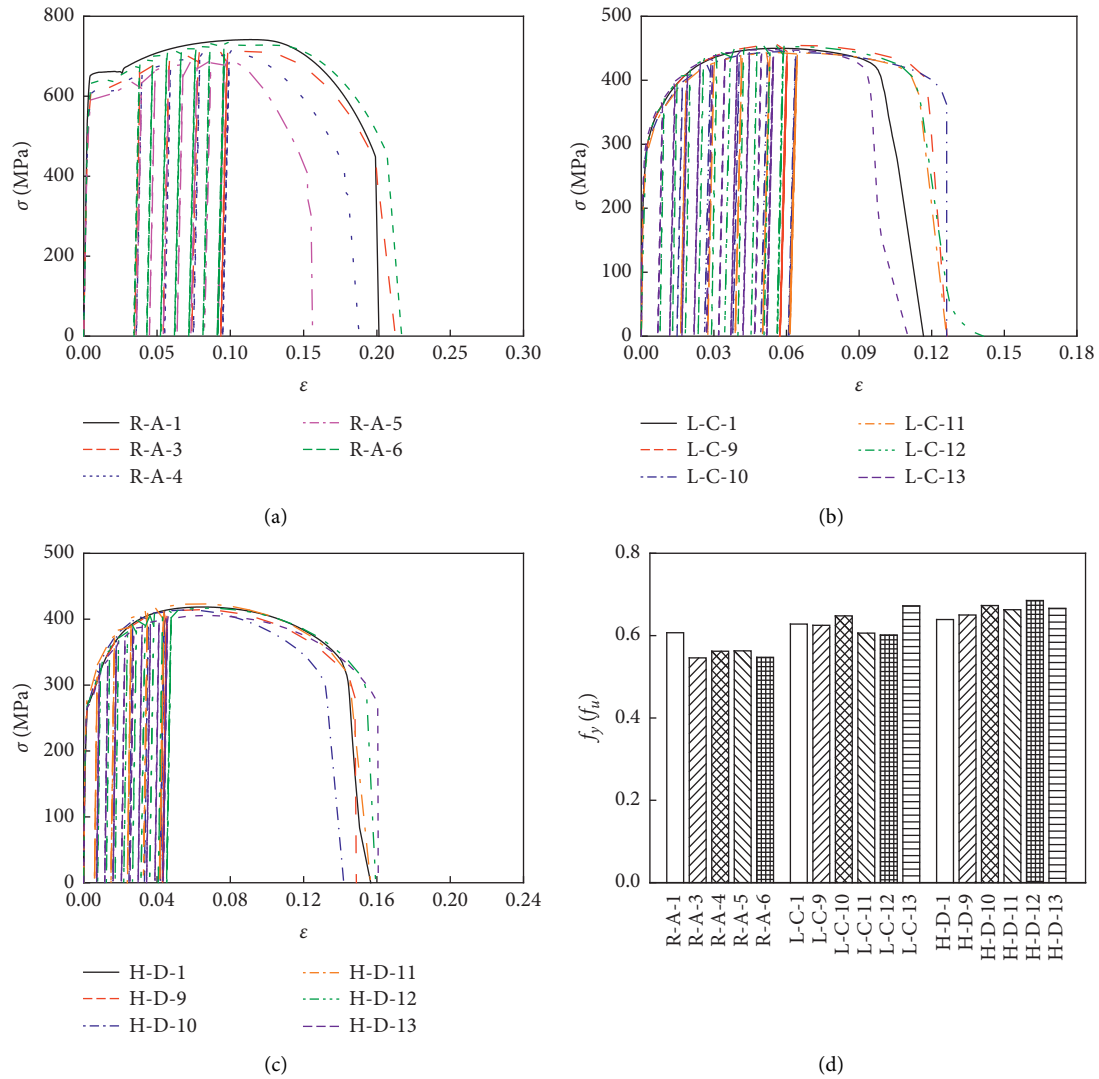 800
600
400
200
0
σ (MPa)
0.00 0.05 0.10 0.15 0.20 0.25 0.30
ε
R-A-1
R-A-3
R-A-4
R-A-5
R-A-6
(a)
500
400
300
200
100
0
σ (MPa)
0.00 0.03 0.06 0.09 0.12 0.15 0.18
ε
L-C-1
L-C-9
L-C-10
L-C-11
L-C-12
L-C-13
(b)
500
400
300
200
100
0
σ (MPa)
0.00 0.04 0.08 0.12 0.16 0.20 0.24
ε
H-D-1
H-D-9
H-D-10
H-D-11
H-D-12
H-D-13
(c)
0.8
0.6
0.4
0.2
0.0
fy (fu)
R-A-1
R-A-3
R-A-4
R-A-5
R-A-6
L-C-1
L-C-9
L-C-10
L-C-11
L-C-12
L-C-13
H-D-1
H-D-9
H-D-10
H-D-11
H-D-12
H-D-13
(d)